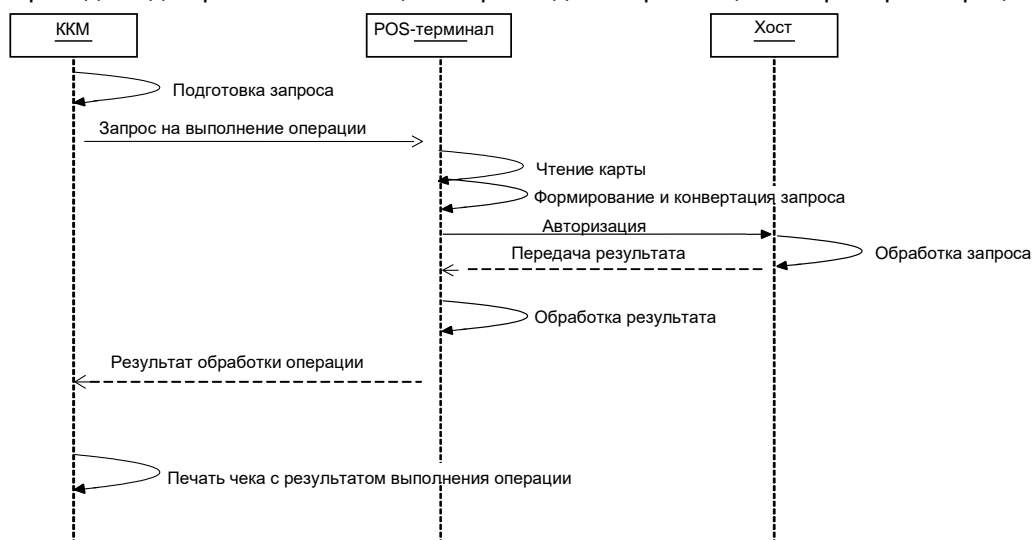 ККМ
POS-терминал
Хост
Подготовка запроса
Запрос на выполнение операции
Чтение карты
Формирование и конвертация запроса
Авторизация
Обработка запроса
Передача результата
Обработка результата
Результат обработки операции
Печать чека с результатом выполнения операции